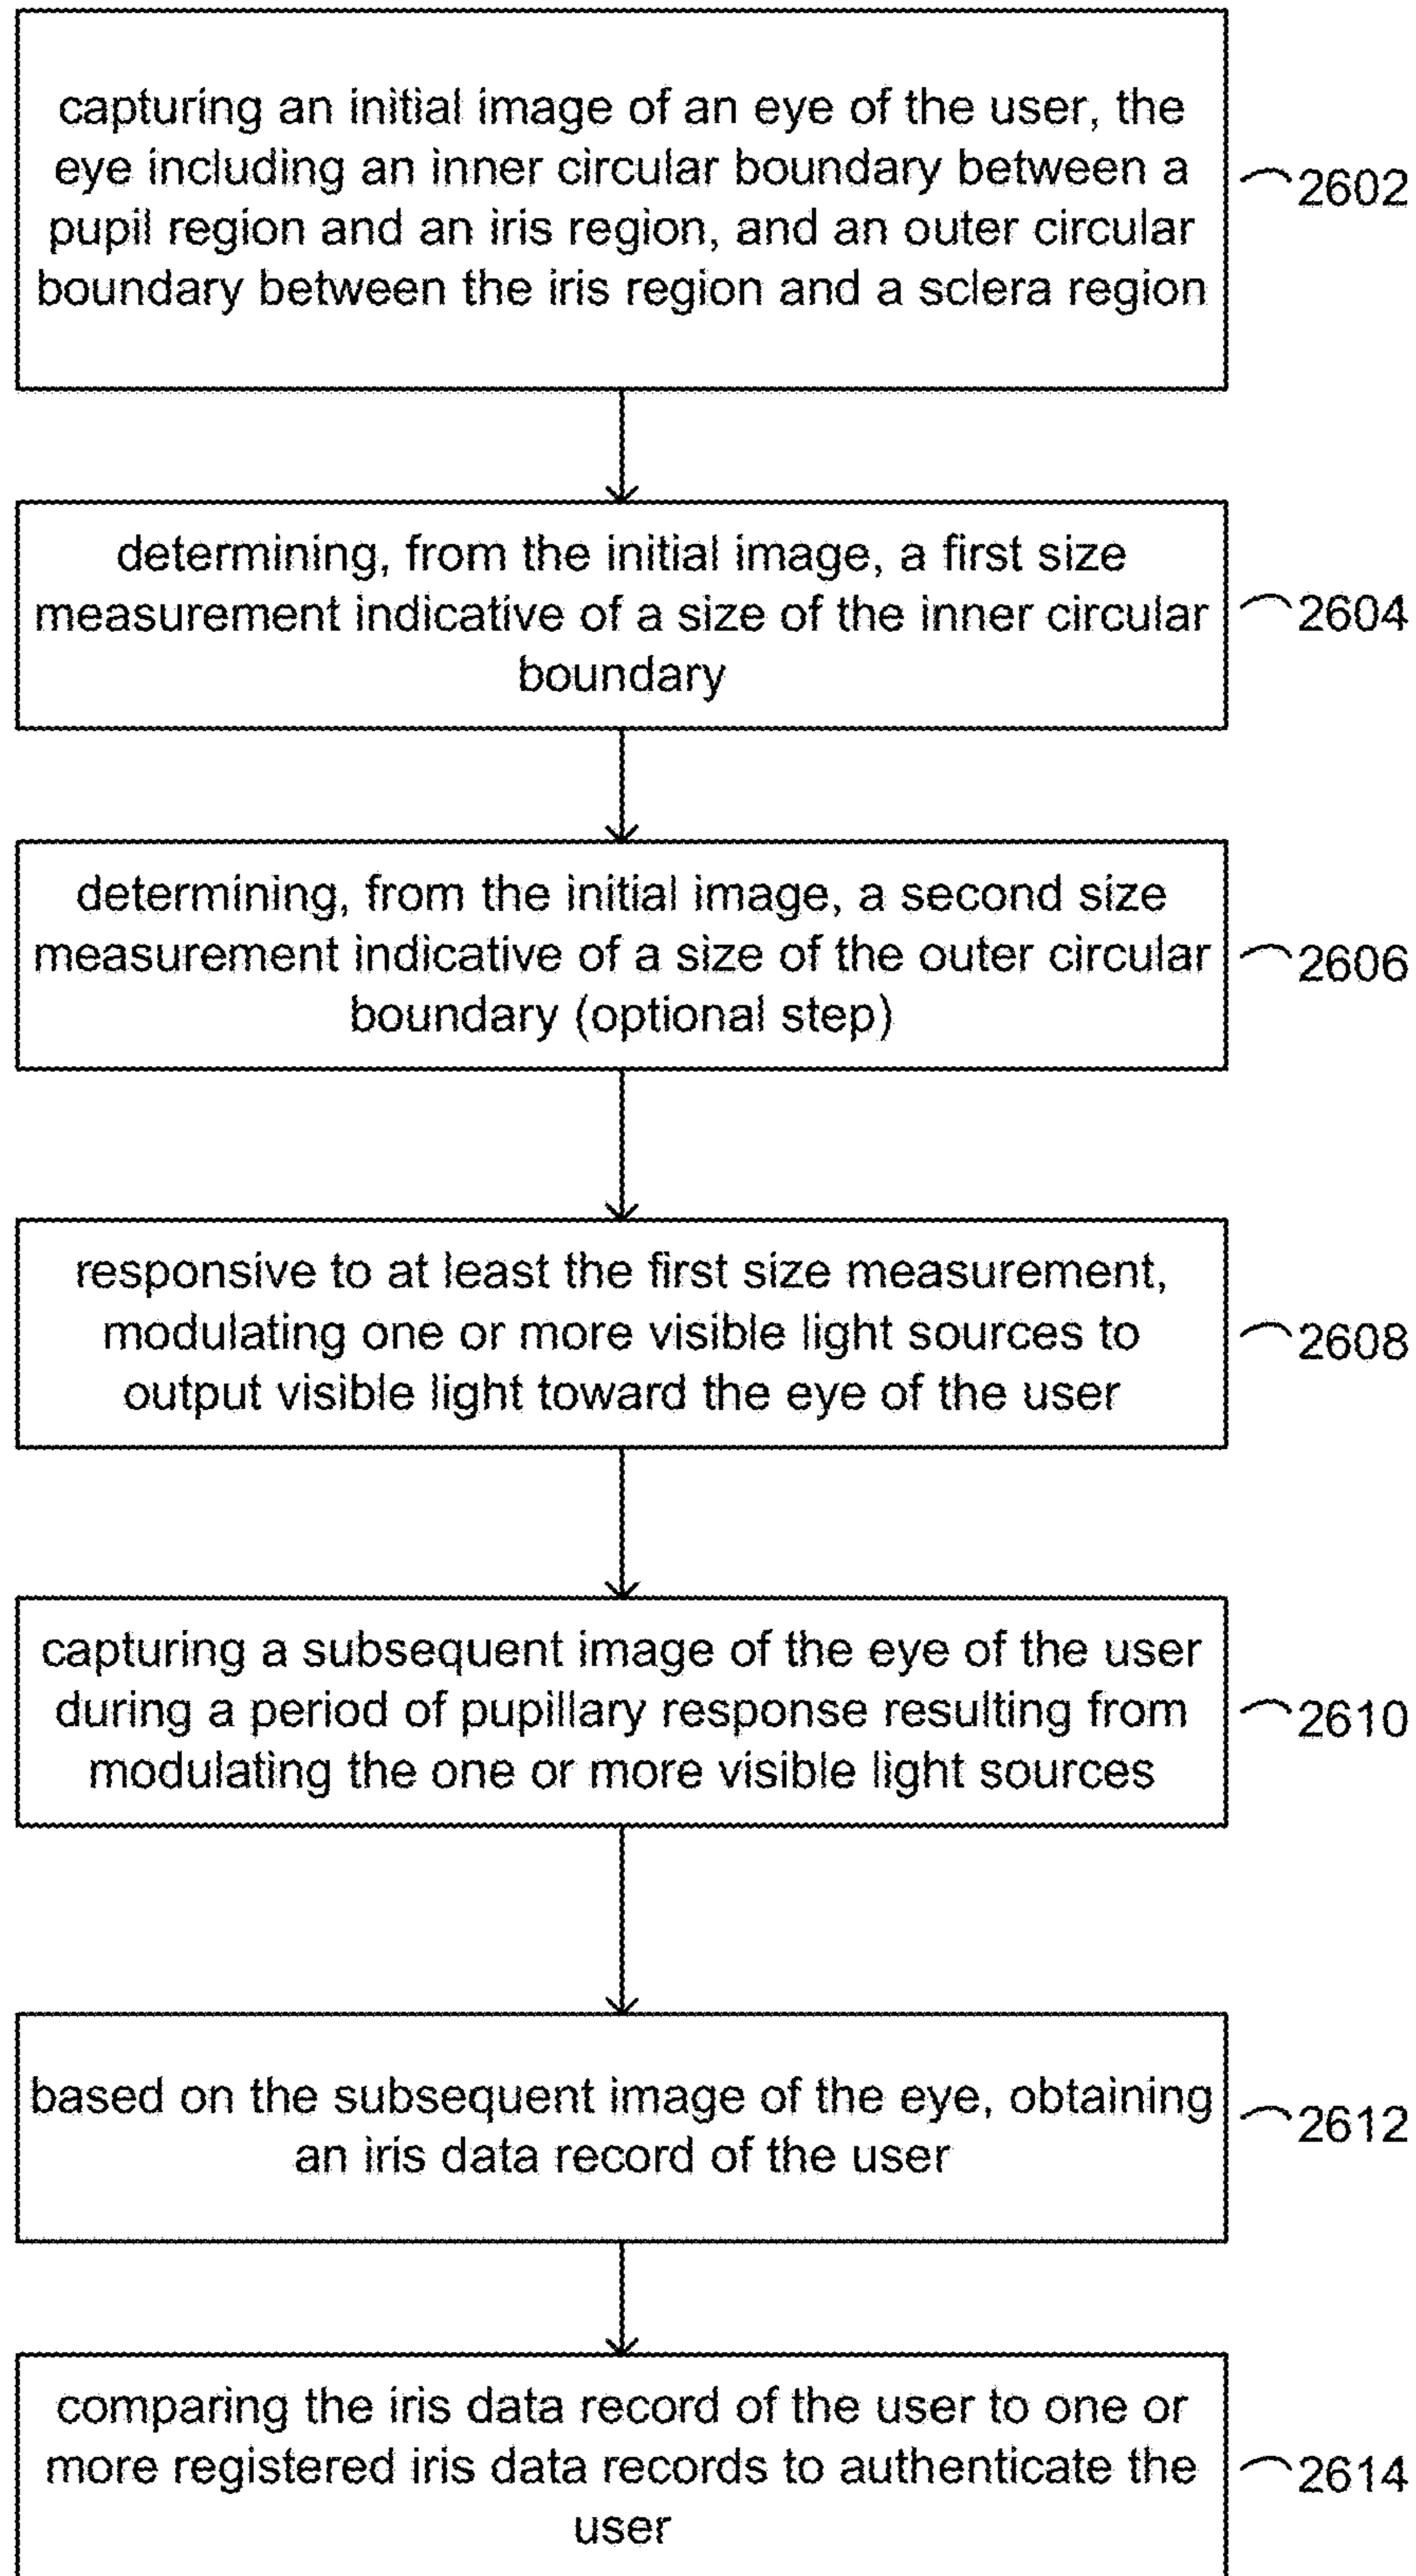 capturing an initial image of an eye of the user, the
eye including an inner circular boundary between a
pupil region and an iris region, and an outer circular
boundary between the iris region and a sclera region
2602
determining, from the initial image, a first size
measurement indicative of a size of the inner circular
boundary
2604
determining, from the initial image, a second size
measurement indicative of a size of the outer circular
boundary (optional step)
2606
responsive to at least the first size measurement,
modulating one or more visible light sources to
output visible light toward the eye of the user
2608
capturing a subsequent image of the eye of the user
during a period of pupillary response resulting from
modulating the one or more visible light sources
2610
based on the subsequent image of the eye, obtaining
an iris data record of the user
2612
comparing the iris data record of the user to one or
more registered iris data records to authenticate the
user
2614